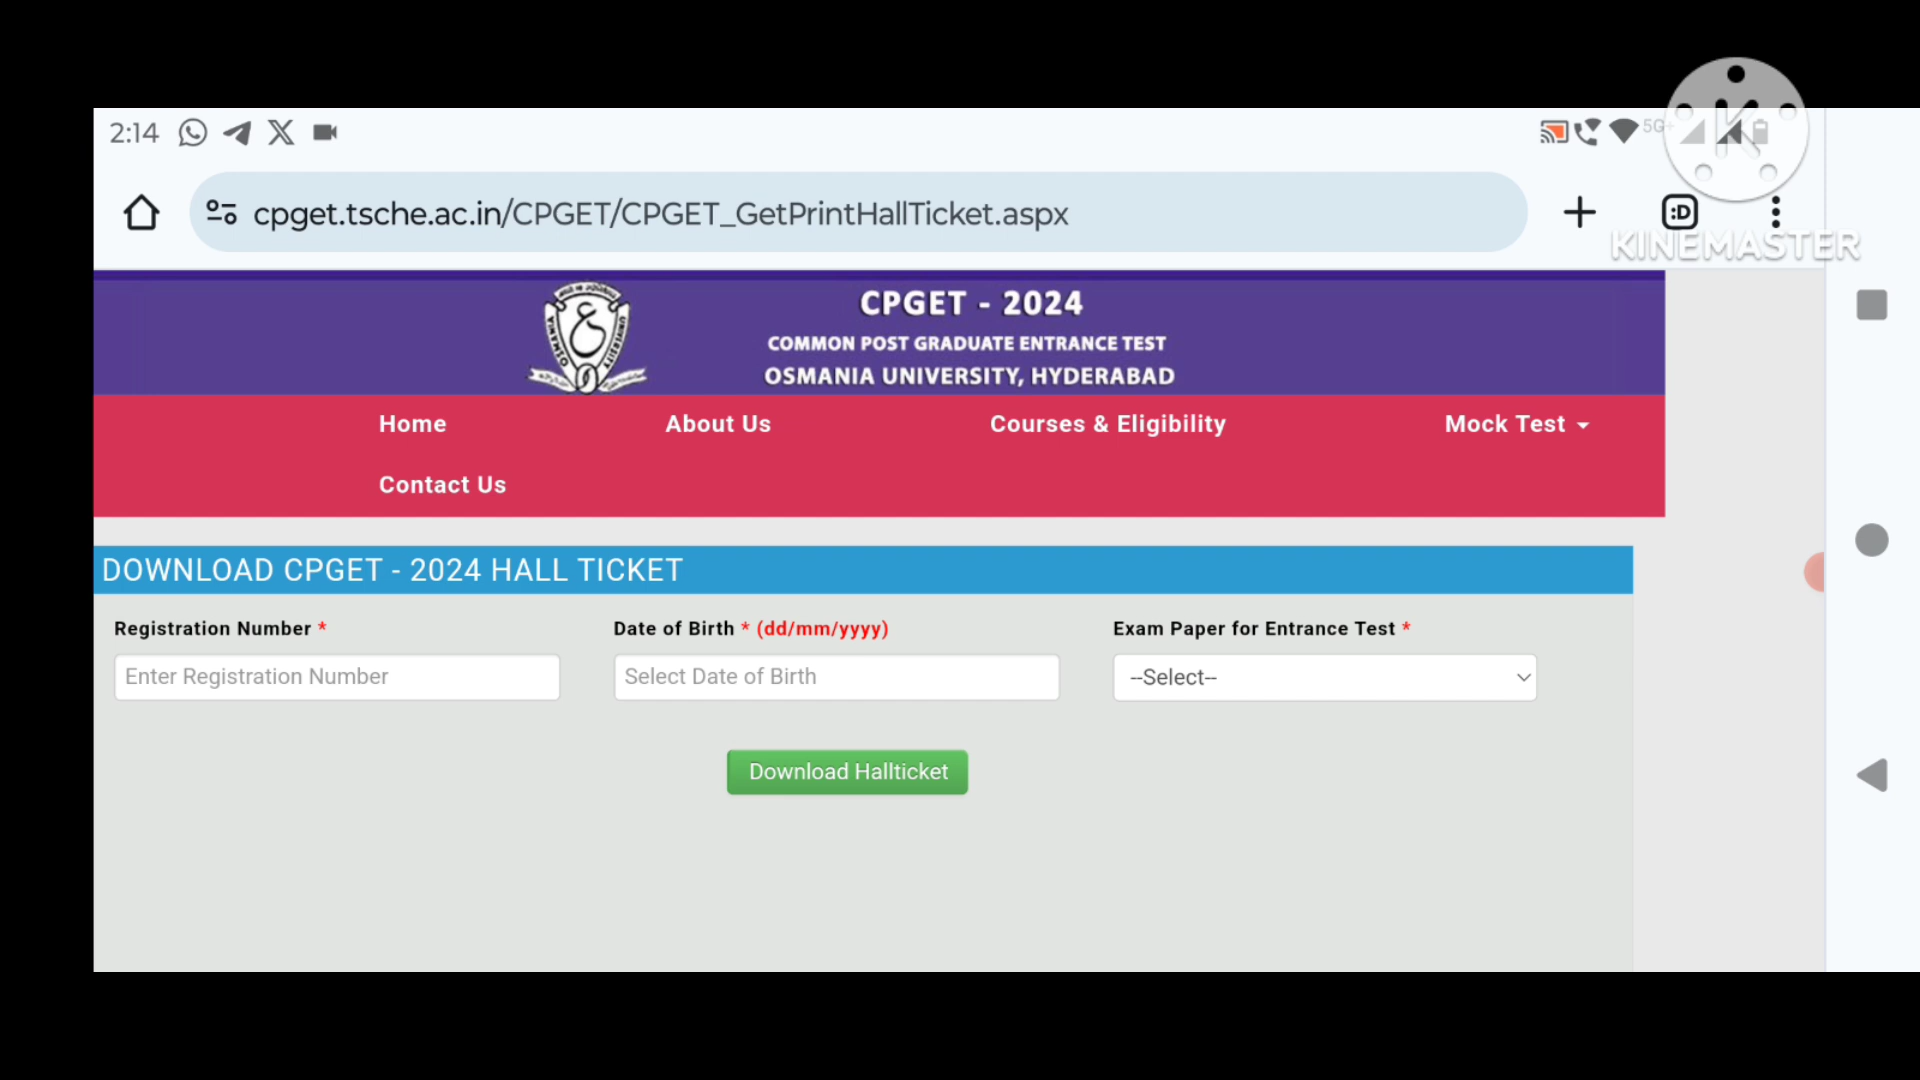 2:14
5G+
cpget.tsche.ac.in/CPGET/CPGET_GetPrintHallTicket.aspx
:D
KINEMASTER
CPGET - 2024
COMMON POST GRADUATE ENTRANCE TEST
OSMANIA UNIVERSITY, HYDERABAD
Home About Us Courses & Eligibility Mock Test
Contact Us
DOWNLOAD CPGET - 2024 HALL TICKET
Registration Number * Date of Birth * (dd/mm/yyyy) Exam Paper for Entrance Test *
Enter Registration Number Select Date of Birth --Select--
Download Hallticket